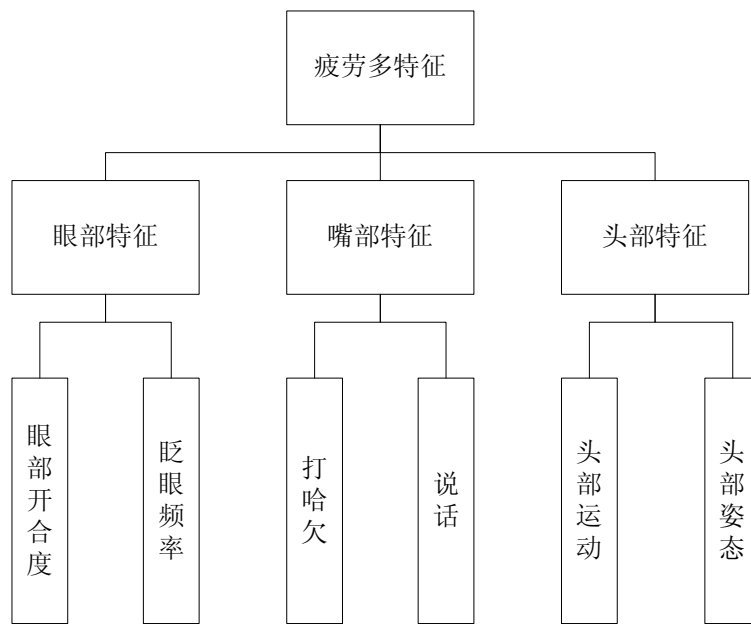 疲劳多特征
眼部特征
嘴部特征
头部特征
眼部开合度
眨眼频率
打哈欠
说话
头部运动
头部姿态